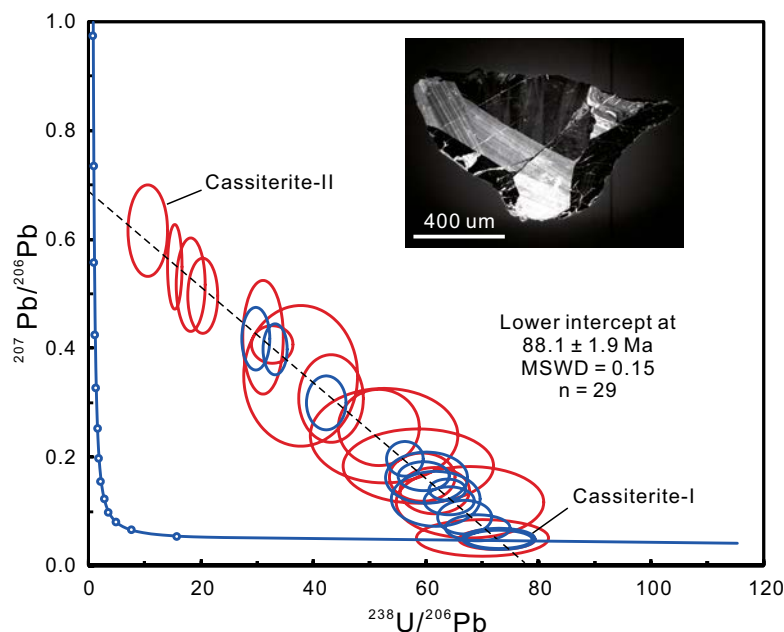 1.0
0.8
0.6
0.4
0.2
0.0
0
20
40
60
80
100
120
²⁰⁷Pb/²⁰⁶Pb
²³⁸U/²⁰⁶Pb
Cassiterite-II
400 um
Lower intercept at
88.1 ± 1.9 Ma
MSWD = 0.15
n = 29
Cassiterite-I